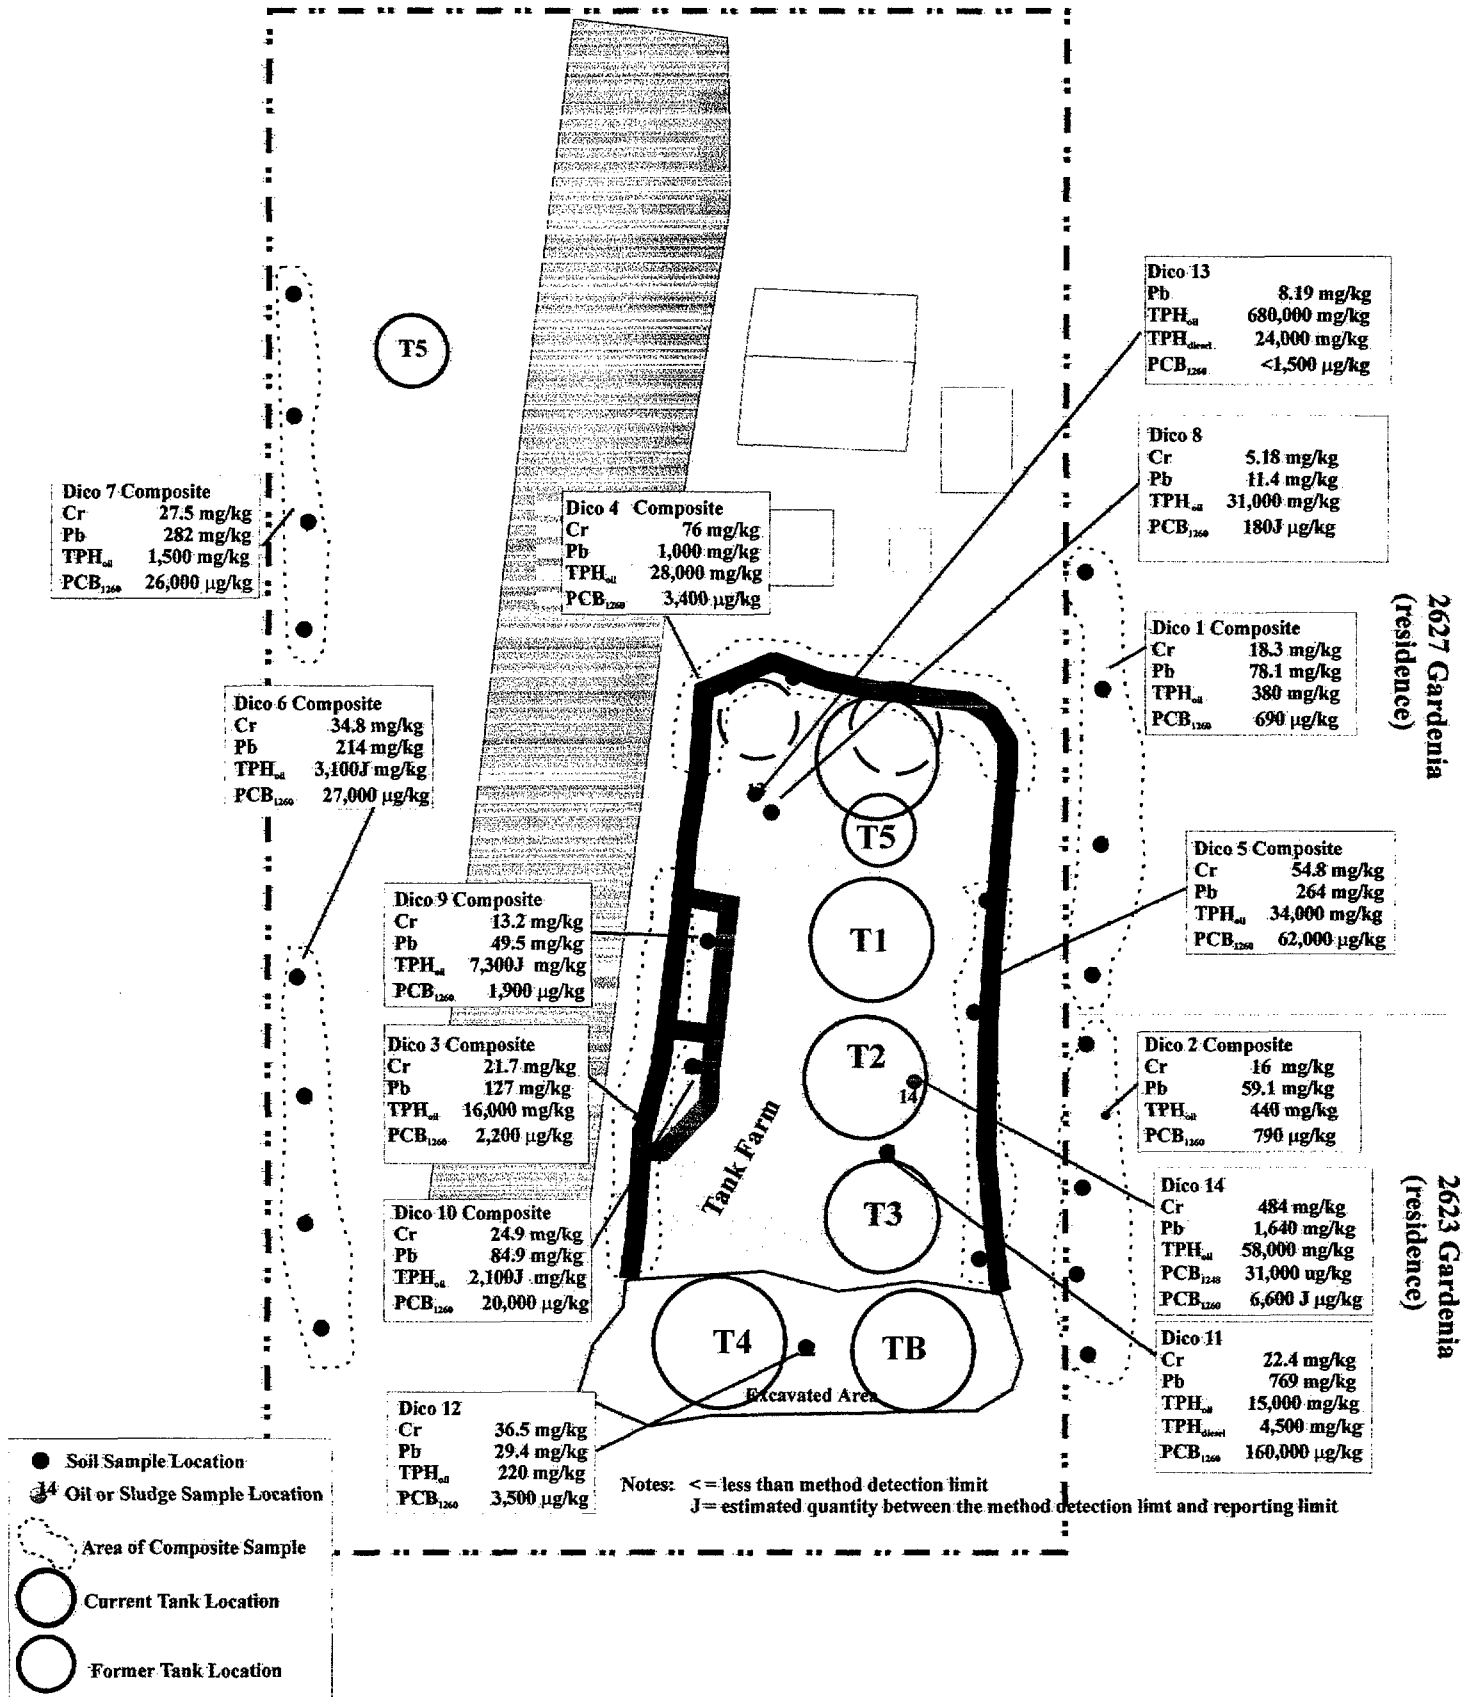 Dico 13
Pb 8.19 mg/kg
TPHoil 680,000 mg/kg
TPHdiesel 24,000 mg/kg
PCB1260 <1,500 µg/kg
Dico 8
Cr 5.18 mg/kg
Pb 11.4 mg/kg
TPHoil 31,000 mg/kg
PCB1260 180J µg/kg
T5
Dico 7 Composite
Cr 27.5 mg/kg
Pb 282 mg/kg
TPHoil 1,500 mg/kg
PCB1260 26,000 µg/kg
Dico 4 Composite
Cr 76 mg/kg
Pb 1,000 mg/kg
TPHoil 28,000 mg/kg
PCB1260 3,400 µg/kg
2627 Gardenia
(residence)
Dico 1 Composite
Cr 18.3 mg/kg
Pb 78.1 mg/kg
TPHoil 380 mg/kg
PCB1260 690 µg/kg
Dico 6 Composite
Cr 34.8 mg/kg
Pb 214 mg/kg
TPHoil 3,100J mg/kg
PCB1260 27,000 µg/kg
T5
Dico 5 Composite
Cr 54.8 mg/kg
Pb 264 mg/kg
TPHoil 34,000 mg/kg
PCB1260 62,000 µg/kg
Dico 9 Composite
Cr 13.2 mg/kg
Pb 49.5 mg/kg
TPHoil 7,300J mg/kg
PCB1260 1,900 µg/kg
T1
Dico 3 Composite
Cr 21.7 mg/kg
Pb 127 mg/kg
TPHoil 16,000 mg/kg
PCB1260 2,200 µg/kg
T2
14
Dico 2 Composite
Cr 16 mg/kg
Pb 59.1 mg/kg
TPHoil 440 mg/kg
PCB1260 790 µg/kg
Tank Farm
2623 Gardenia
(residence)
Dico 14
Cr 484 mg/kg
Pb 1,640 mg/kg
TPHoil 58,000 mg/kg
PCB1248 31,000 ug/kg
PCB1260 6,600 J µg/kg
Dico 10 Composite
Cr 24.9 mg/kg
Pb 84.9 mg/kg
TPHoil 2,100J mg/kg
PCB1260 20,000 µg/kg
T3
T4
TB
Excavated Area
Dico 11
Cr 22.4 mg/kg
Pb 769 mg/kg
TPHoil 15,000 mg/kg
TPHdiesel 4,500 mg/kg
PCB1260 160,000 µg/kg
Dico 12
Cr 36.5 mg/kg
Pb 29.4 mg/kg
TPHoil 220 mg/kg
PCB1260 3,500 µg/kg
Notes: < = less than method detection limit
J = estimated quantity between the method detection limt and reporting limit
Soil Sample Location
14 Oil or Sludge Sample Location
Area of Composite Sample
Current Tank Location
Former Tank Location